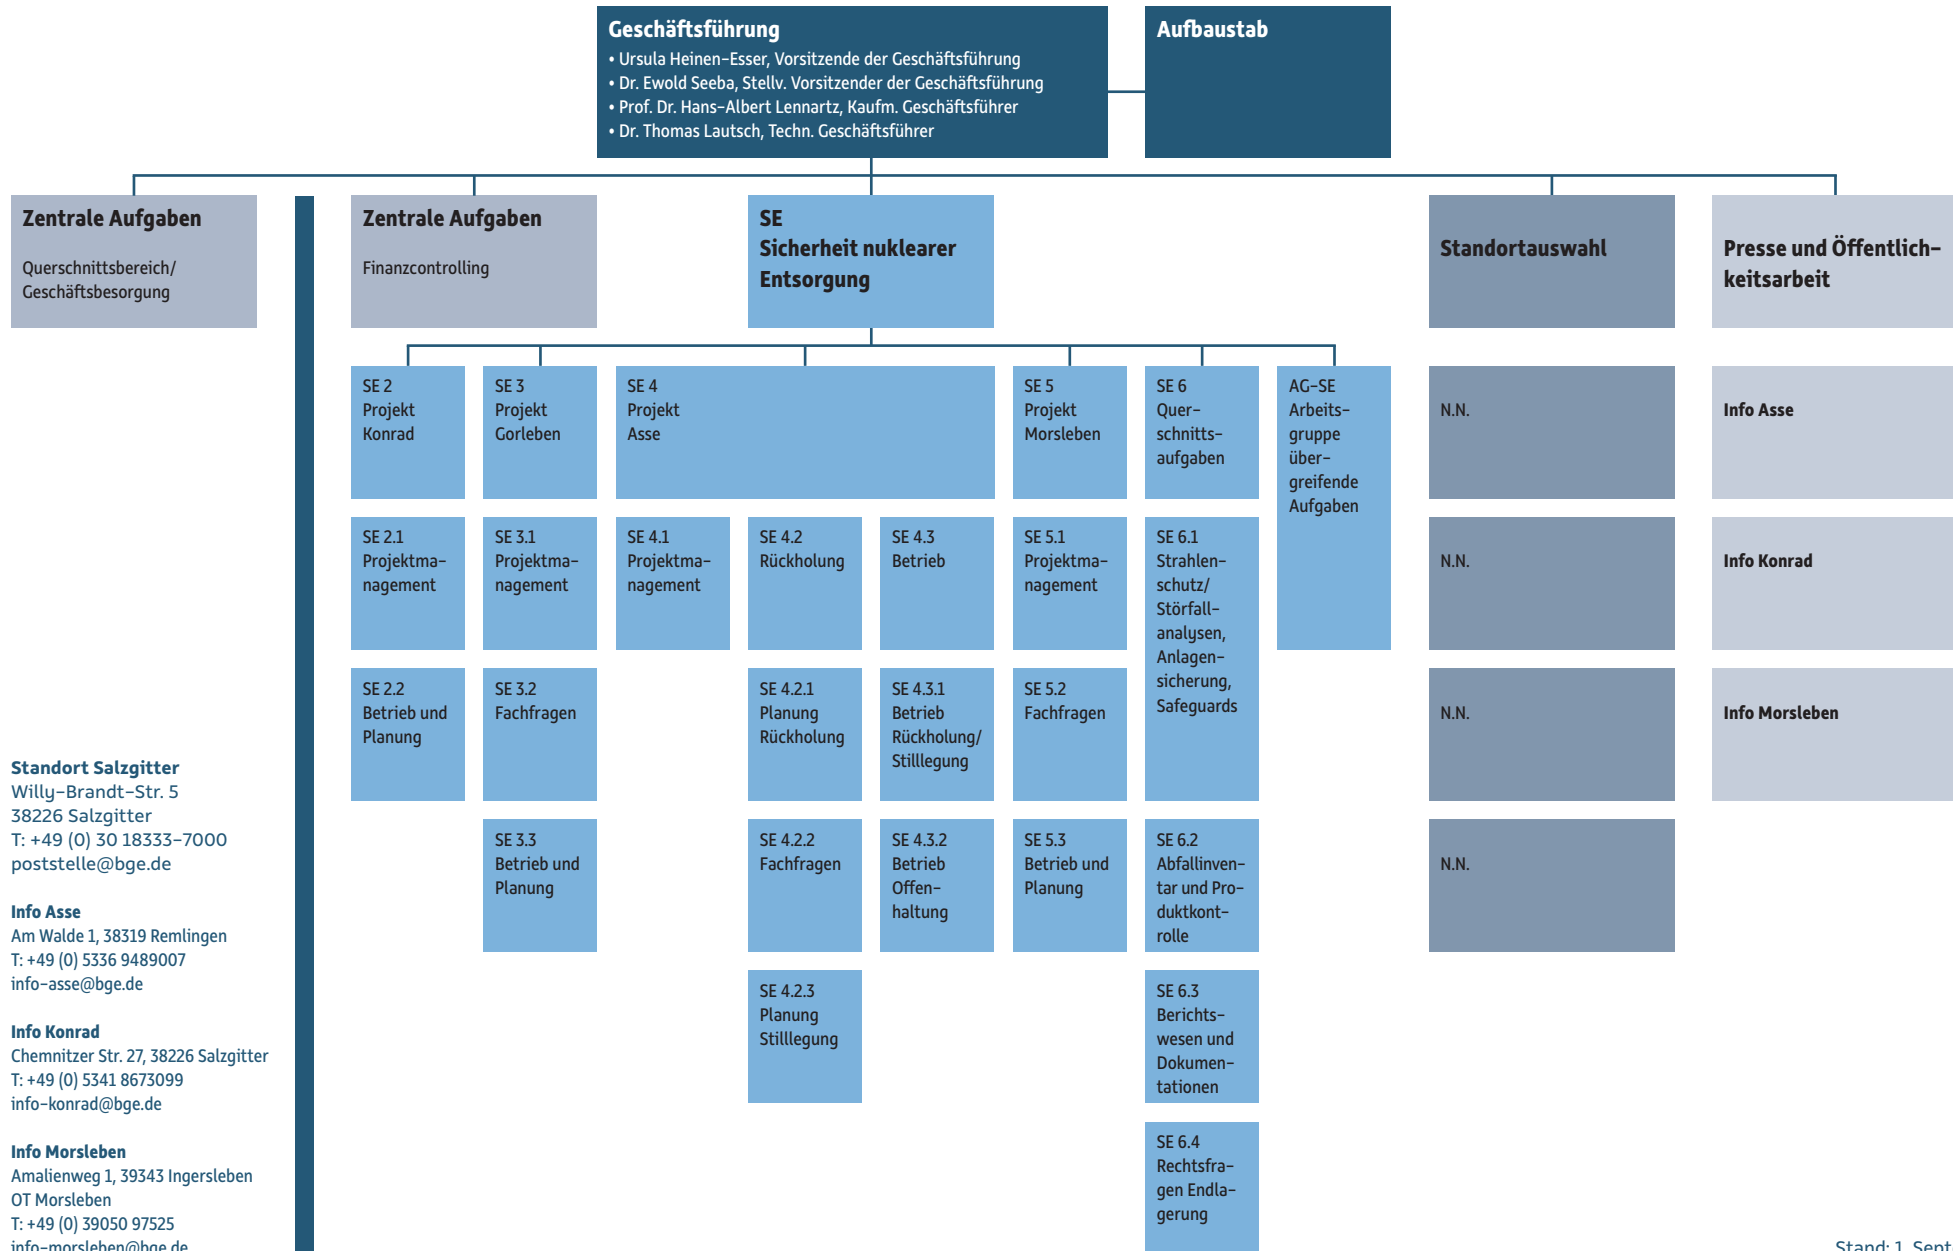 Geschäftsführung
• Ursula Heinen-Esser, Vorsitzende der Geschäftsführung
• Dr. Ewold Seeba, Stellv. Vorsitzender der Geschäftsführung
• Prof. Dr. Hans-Albert Lennartz, Kaufm. Geschäftsführer
• Dr. Thomas Lautsch, Techn. Geschäftsführer
Aufbaustab
Zentrale Aufgaben
Querschnittsbereich/
Geschäftsbesorgung
Zentrale Aufgaben
Finanzcontrolling
SE
Sicherheit nuklearer
Entsorgung
Standortauswahl
Presse und Öffentlich-
keitsarbeit
SE 2
Projekt
Konrad
SE 3
Projekt
Gorleben
SE 4
Projekt
Asse
SE 5
Projekt
Morsleben
SE 6
Quer-
schnitts-
aufgaben
AG-SE
Arbeits-
gruppe
über-
greifende
Aufgaben
N.N.
Info Asse
SE 2.1
Projektma-
nagement
SE 3.1
Projektma-
nagement
SE 4.1
Projektma-
nagement
SE 4.2
Rückholung
SE 4.3
Betrieb
SE 5.1
Projektma-
nagement
SE 6.1
Strahlen-
schutz/
Störfall-
analysen,
Anlagen-
sicherung,
Safeguards
N.N.
Info Konrad
SE 2.2
Betrieb und
Planung
SE 3.2
Fachfragen
SE 4.2.1
Planung
Rückholung
SE 4.3.1
Betrieb
Rückholung/
Stilllegung
SE 5.2
Fachfragen
N.N.
Info Morsleben
SE 3.3
Betrieb und
Planung
SE 4.2.2
Fachfragen
SE 4.3.2
Betrieb
Offen-
haltung
SE 5.3
Betrieb und
Planung
SE 6.2
Abfallinven-
tar und Pro-
duktkont-
rolle
N.N.
SE 4.2.3
Planung
Stilllegung
SE 6.3
Berichts-
wesen und
Dokumen-
tationen
SE 6.4
Rechtsfra-
gen Endla-
gerung
Standort Salzgitter
Willy-Brandt-Str. 5
38226 Salzgitter
T: +49 (0) 30 18333-7000
poststelle@bge.de
Info Asse
Am Walde 1, 38319 Remlingen
T: +49 (0) 5336 9489007
info-asse@bge.de
Info Konrad
Chemnitzer Str. 27, 38226 Salzgitter
T: +49 (0) 5341 8673099
info-konrad@bge.de
Info Morsleben
Amalienweg 1, 39343 Ingersleben
OT Morsleben
T: +49 (0) 39050 97525
info-morsleben@bge.de
Stand: 1. Sept